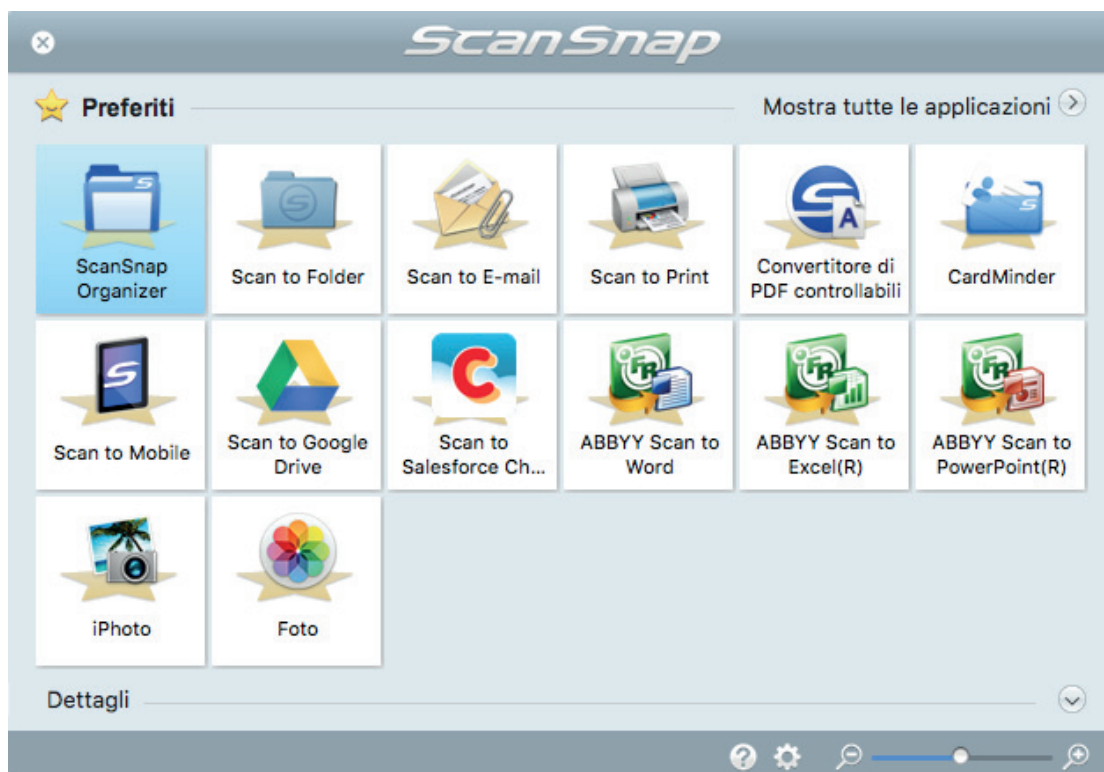 ScanSnap
Preferiti
Mostra tutte le applicazioni
ScanSnap
Organizer
Scan to Folder
Scan to E-mail
Scan to Print
Convertitore di
PDF controllabili
CardMinder
Scan to Mobile
Scan to Google
Drive
Scan to
Salesforce Ch...
ABBYY Scan to
Word
ABBYY Scan to
Excel(R)
ABBYY Scan to
PowerPoint(R)
iPhoto
Foto
Dettagli